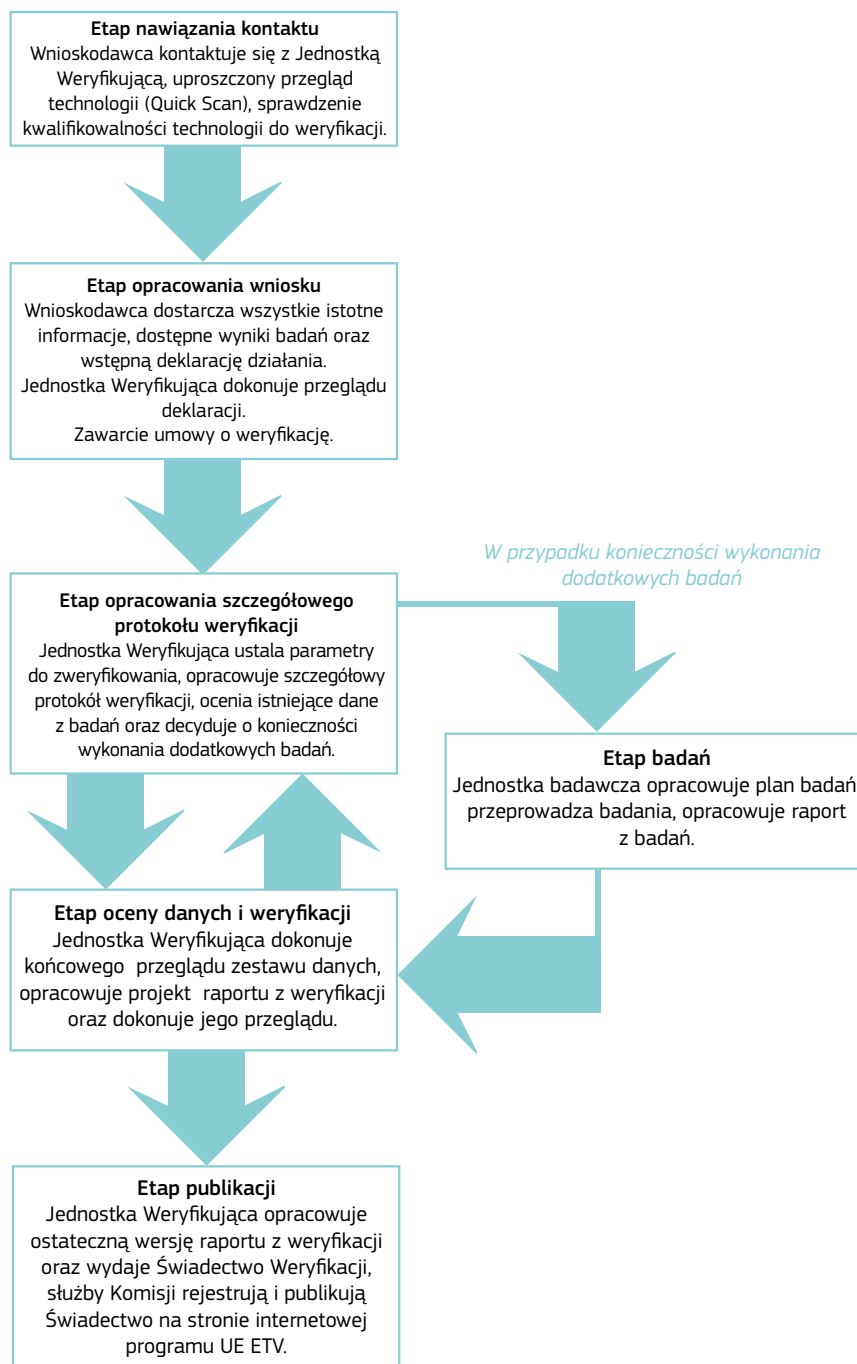 Etap nawiązania kontaktu
Wnioskodawca kontaktuje się z Jednostką
Weryfikującą, uproszczony przegląd
technologii (Quick Scan), sprawdzenie
kwalifikowalności technologii do weryfikacji.
Etap opracowania wniosku
Wnioskodawca dostarcza wszystkie istotne
informacje, dostępne wyniki badań oraz
wstępną deklarację działania.
Jednostka Weryfikująca dokonuje przeglądu
deklaracji.
Zawarcie umowy o weryfikację.
W przypadku konieczności wykonania
dodatkowych badań
Etap opracowania szczegółowego
protokołu weryfikacji
Jednostka Weryfikująca ustala parametry
do zweryfikowania, opracowuje szczegółowy
protokół weryfikacji, ocenia istniejące dane
z badań oraz decyduje o konieczności
wykonania dodatkowych badań.
Etap badań
Jednostka badawcza opracowuje plan badań
przeprowadza badania, opracowuje raport
z badań.
Etap oceny danych i weryfikacji
Jednostka Weryfikująca dokonuje
końcowego przeglądu zestawu danych,
opracowuje projekt raportu z weryfikacji
oraz dokonuje jego przeglądu.
Etap publikacji
Jednostka Weryfikująca opracowuje
ostateczną wersję raportu z weryfikacji
oraz wydaje Świadectwo Weryfikacji,
służby Komisji rejestrują i publikują
Świadectwo na stronie internetowej
programu UE ETV.